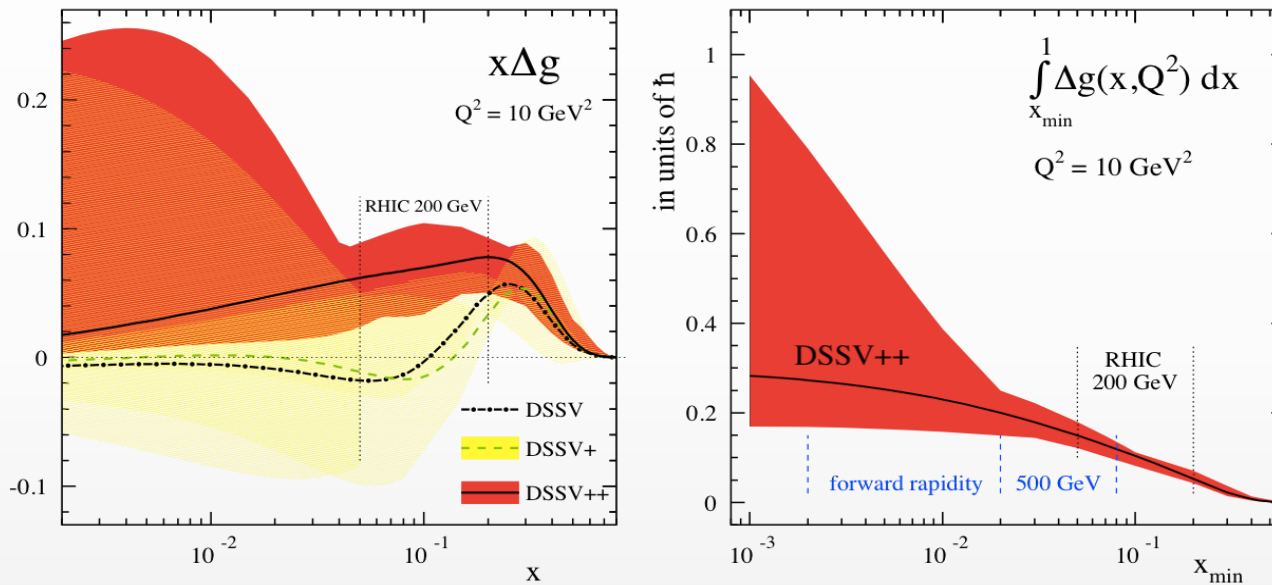 xΔg
Q² = 10 GeV²
0.2
0.1
0
-0.1
RHIC 200 GeV
DSSV
DSSV+
DSSV++
10⁻²
10⁻¹
x
in units of ħ
1
0.8
0.6
0.4
0.2
0
1
∫ Δg(x,Q²) dx
x_min
Q² = 10 GeV²
DSSV++
RHIC
200 GeV
forward rapidity
500 GeV
10⁻³
10⁻²
10⁻¹
x_min